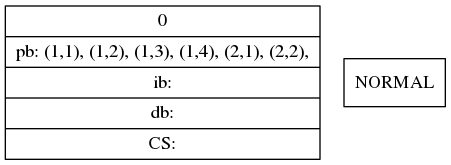 0
pb: (1,1), (1,2), (1,3), (1,4), (2,1), (2,2),
ib:
db:
CS:
NORMAL